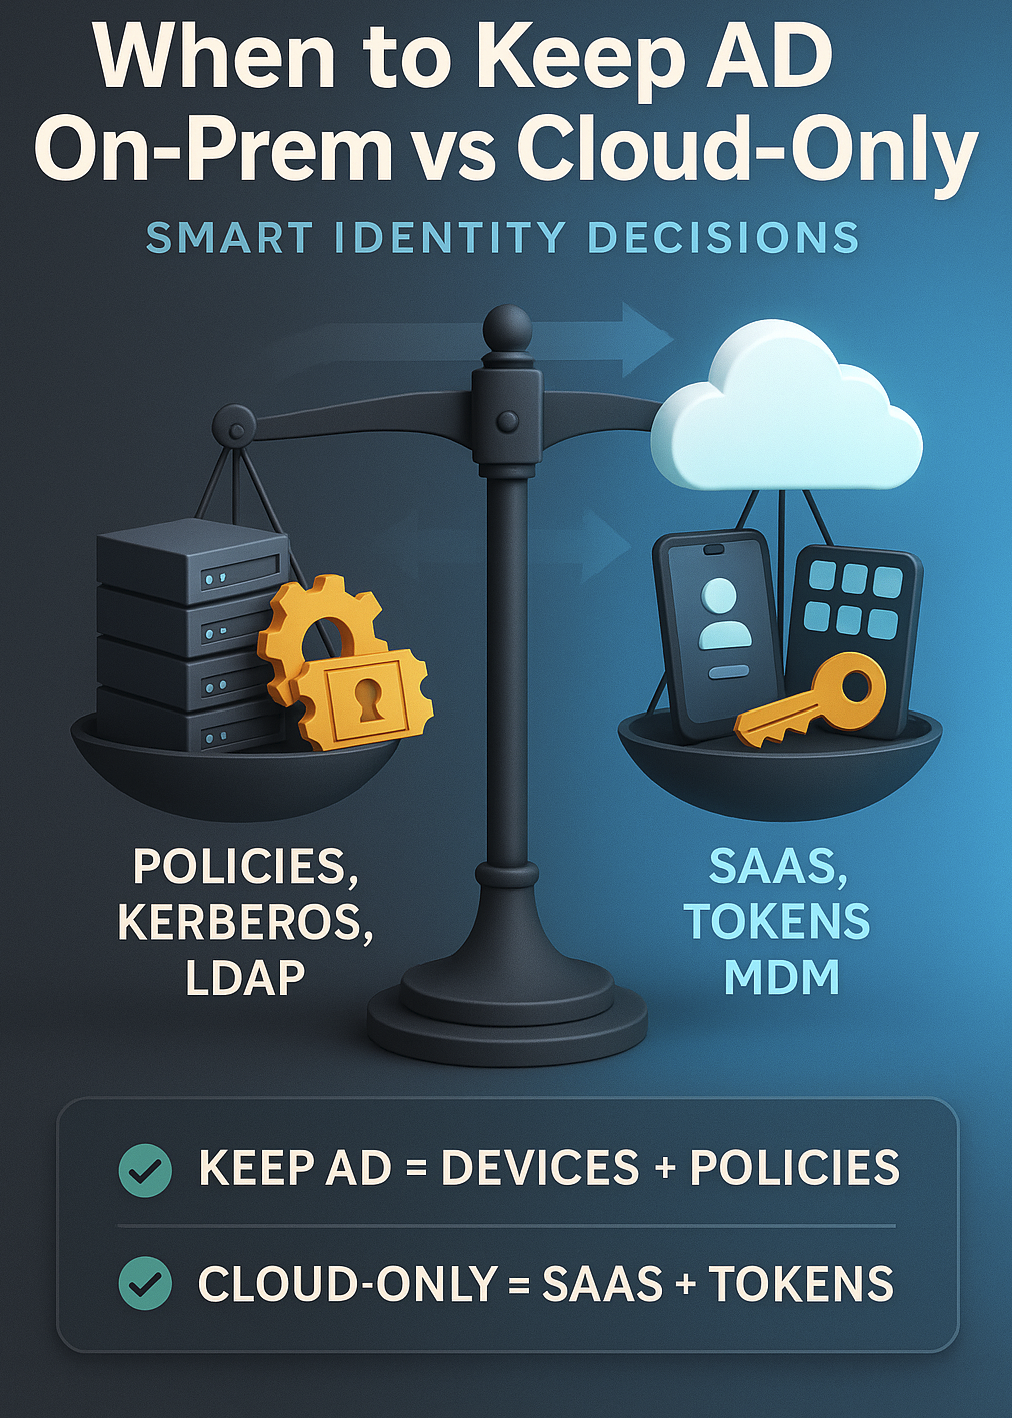 When to Keep AD
On-Prem vs Cloud-Only
SMART IDENTITY DECISIONS
POLICIES,
KERBEROS,
LDAP
SAAS,
TOKENS
MDM
KEEP AD = DEVICES + POLICIES
CLOUD-ONLY = SAAS + TOKENS